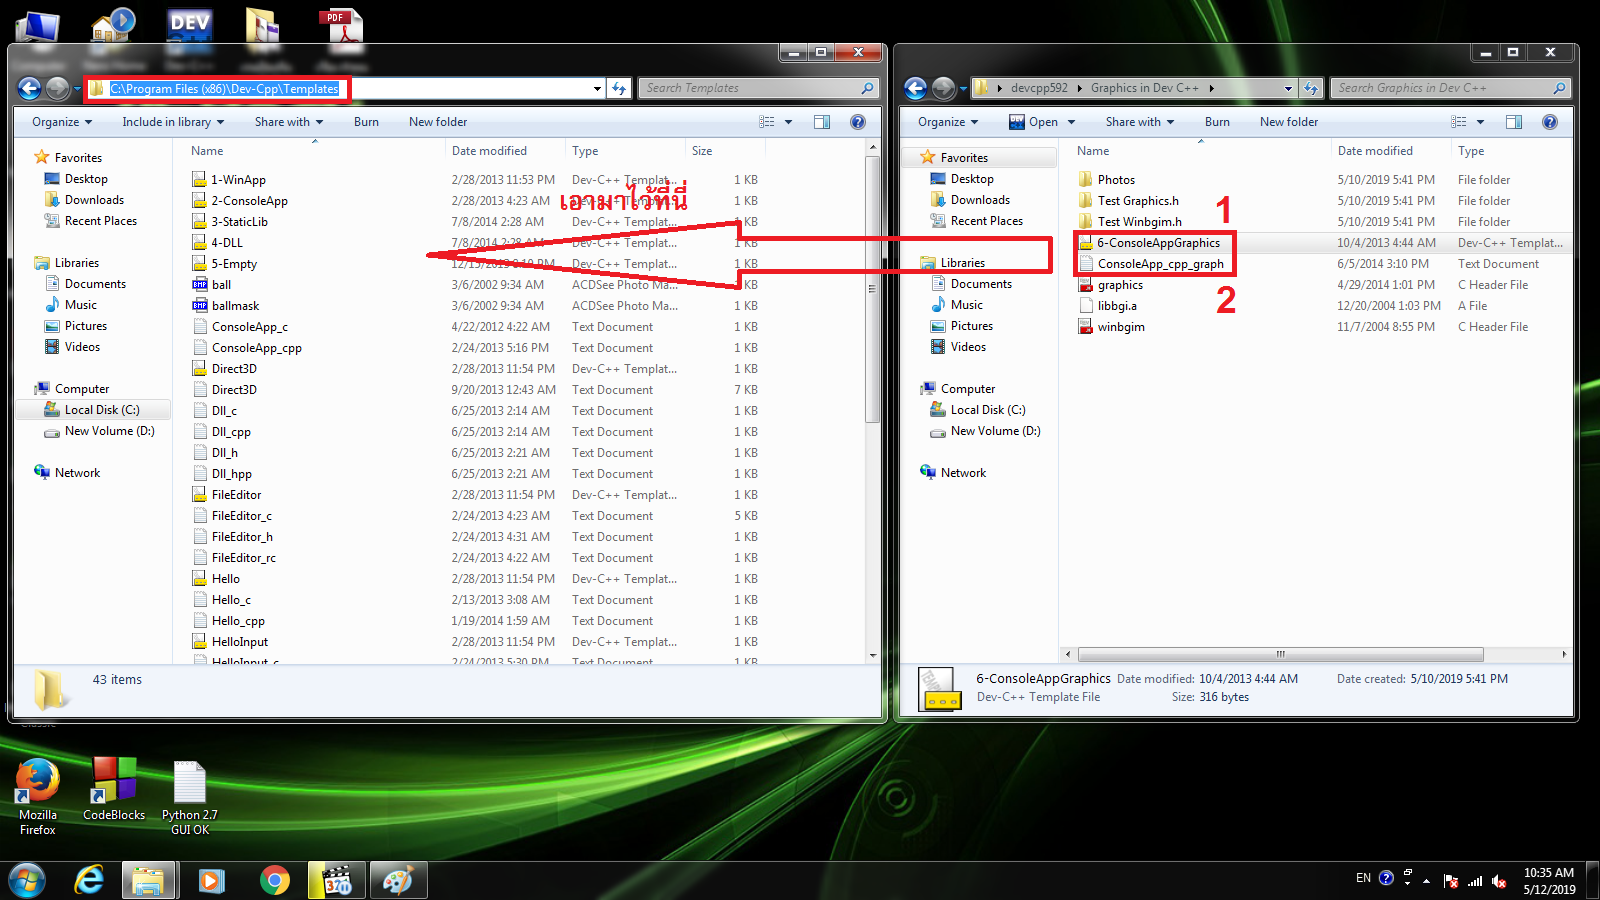 DEV
PDF
C:\Program Files (x86)\Dev-Cpp\Templates
Search Templates
Organize
Include in library
Share with
Burn
New folder
Favorites
Desktop
Downloads
Recent Places
Libraries
Documents
Music
Pictures
Videos
Computer
Local Disk (C:)
New Volume (D:)
Network
Name Date modified Type Size
1-WinApp 2/28/2013 11:53 PM Dev-C++ Templat... 1 KB
2-ConsoleApp 2/28/2013 4:23 AM 1 KB
เอามาไว้ที่นี่
3-StaticLib 7/8/2014 2:28 AM Dev-C++ Templat... 1 KB
4-DLL 7/8/2014 2:28 AM Dev-C++ Templat... 1 KB
5-Empty Dev-C++ Templat... 1 KB
ball 3/6/2002 9:34 AM ACDSee Photo Ma... KB
ballmask 3/6/2002 9:34 AM ACDSee Photo Ma... 1 KB
ConsoleApp_c 4/22/2012 4:22 AM Text Document 1 KB
ConsoleApp_cpp 2/24/2013 5:16 PM Text Document 1 KB
Direct3D 2/28/2013 11:54 PM Dev-C++ Templat... 1 KB
Direct3D 9/20/2013 12:43 AM Text Document 7 KB
Dll_c 6/25/2013 2:14 AM Text Document 1 KB
Dll_cpp 6/25/2013 2:14 AM Text Document 1 KB
Dll_h 6/25/2013 2:21 AM Text Document 1 KB
Dll_hpp 6/25/2013 2:21 AM Text Document 1 KB
FileEditor 2/28/2013 11:54 PM Dev-C++ Templat... 1 KB
FileEditor_c 2/24/2013 4:23 AM Text Document 5 KB
FileEditor_h 2/24/2013 4:31 AM Text Document 1 KB
FileEditor_rc 2/24/2013 4:22 AM Text Document 1 KB
Hello 2/28/2013 11:54 PM Dev-C++ Templat... 1 KB
Hello_c 2/13/2013 3:08 AM Text Document 1 KB
Hello_cpp 1/19/2014 1:59 AM Text Document 1 KB
HelloInput 2/28/2013 11:54 PM Dev-C++ Templat... 1 KB
HelloInput_c 2/24/2013 5:30 PM Text Document 1 KB
43 items
devcpp592 Graphics in Dev C++
Search Graphics in Dev C++
Organize
Open
Share with
Burn
New folder
Favorites
Desktop
Downloads
Recent Places
Libraries
Documents
Music
Pictures
Videos
Computer
Local Disk (C:)
New Volume (D:)
Network
Name Date modified Type
Photos 5/10/2019 5:41 PM File folder
Test Graphics.h 5/10/2019 5:41 PM File folder
Test Winbgim.h 5/10/2019 5:41 PM File folder
1
6-ConsoleAppGraphics 10/4/2013 4:44 AM Dev-C++ Templat...
ConsoleApp_cpp_graph 6/5/2014 3:10 PM Text Document
2
graphics 4/29/2014 1:01 PM C Header File
libbgi.a 12/20/2004 1:03 PM A File
winbgim 11/7/2004 8:55 PM C Header File
6-ConsoleAppGraphics Date modified: 10/4/2013 4:44 AM Date created: 5/10/2019 5:41 PM
Dev-C++ Template File Size: 316 bytes
Mozilla
Firefox
CodeBlocks
Python 2.7
GUI OK
321
EN
10:35 AM
5/12/2019